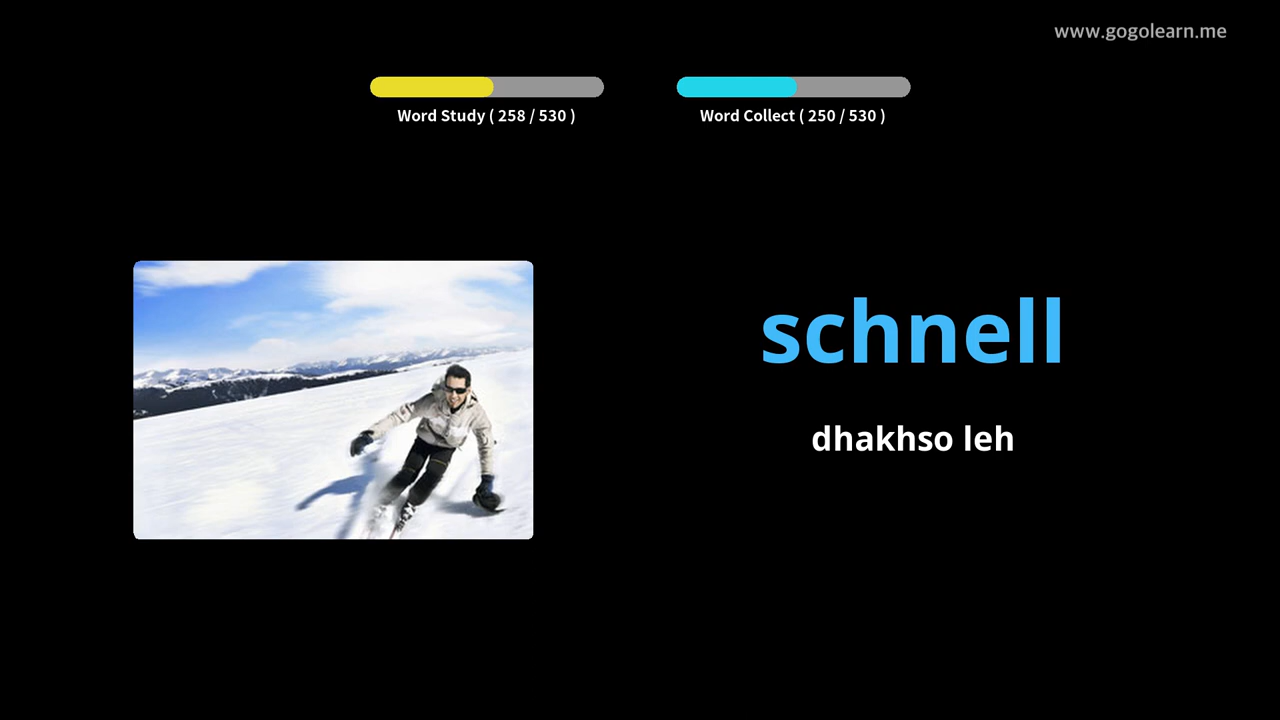 www.gogolearn.me
Word Study ( 258 / 530 )
Word Collect ( 250 / 530 )
schnell
dhakhso leh